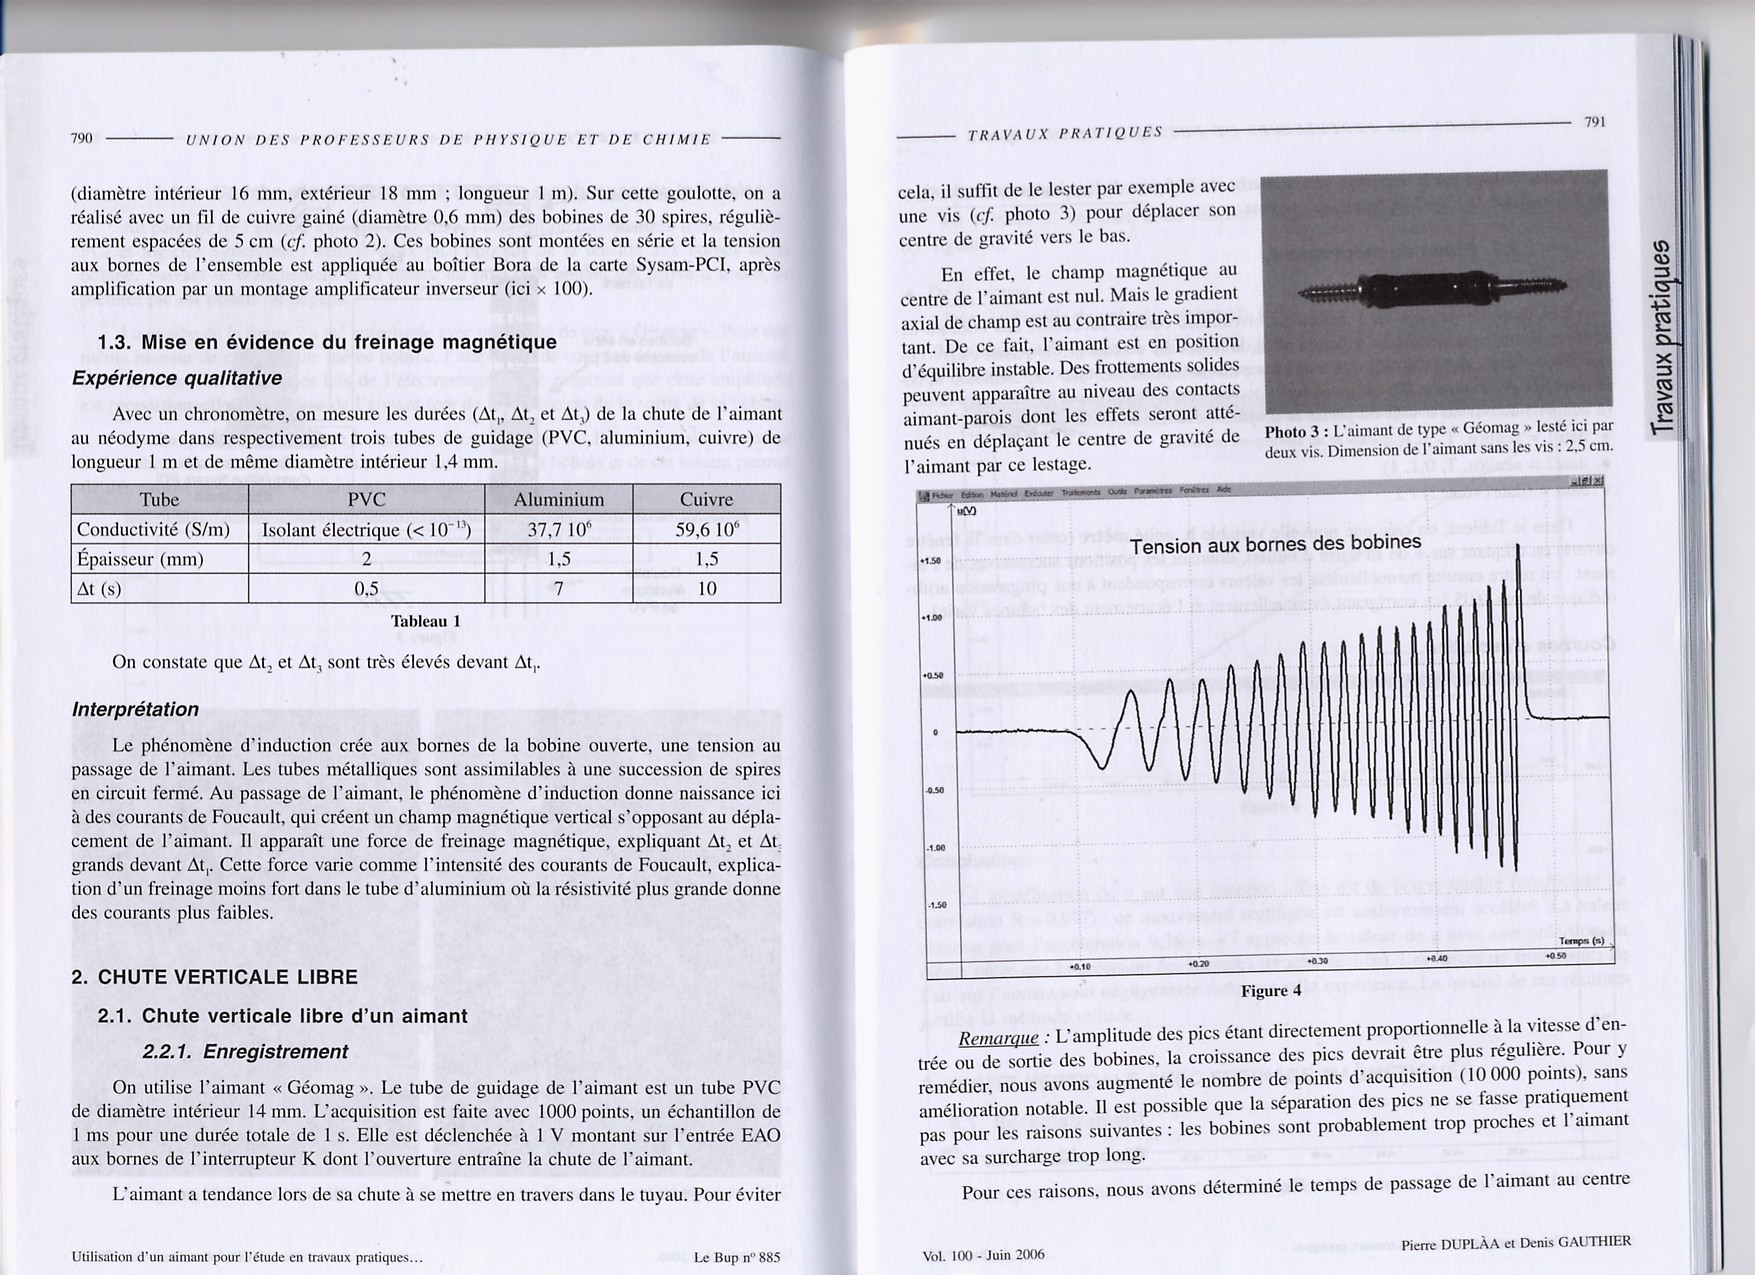 790
UNION DES PROFESSEURS DE PHYSIQUE ET DE CHIMIE
(diamètre intérieur 16 mm, extérieur 18 mm ; longueur 1 m). Sur cette goulotte, on a
réalisé avec un fil de cuivre gainé (diamètre 0,6 mm) des bobines de 30 spires, réguliè-
rement espacées de 5 cm (cf. photo 2). Ces bobines sont montées en série et la tension
aux bornes de l'ensemble est appliquée au boîtier Bora de la carte Sysam-PCI, après
amplification par un montage amplificateur inverseur (ici × 100).
1.3. Mise en évidence du freinage magnétique
Expérience qualitative
Avec un chronomètre, on mesure les durées (Δt₁, Δt₂ et Δt₃) de la chute de l'aimant
au néodyme dans respectivement trois tubes de guidage (PVC, aluminium, cuivre) de
longueur 1 m et de même diamètre intérieur 1,4 mm.
Tube PVC Aluminium Cuivre
Conductivité (S/m) Isolant électrique (< 10⁻¹³) 37,7 10⁶ 59,6 10⁶
Épaisseur (mm) 2 1,5 1,5
Δt (s) 0,5 7 10
Tableau 1
On constate que Δt₂ et Δt₃ sont très élevés devant Δt₁.
Interprétation
Le phénomène d'induction crée aux bornes de la bobine ouverte, une tension au
passage de l'aimant. Les tubes métalliques sont assimilables à une succession de spires
en circuit fermé. Au passage de l'aimant, le phénomène d'induction donne naissance ici
à des courants de Foucault, qui créent un champ magnétique vertical s'opposant au dépla-
cement de l'aimant. Il apparaît une force de freinage magnétique, expliquant Δt₂ et Δt₃
grands devant Δt₁. Cette force varie comme l'intensité des courants de Foucault, explica-
tion d'un freinage moins fort dans le tube d'aluminium où la résistivité plus grande donne
des courants plus faibles.
2. CHUTE VERTICALE LIBRE
2.1. Chute verticale libre d'un aimant
2.2.1. Enregistrement
On utilise l'aimant « Géomag ». Le tube de guidage de l'aimant est un tube PVC
de diamètre intérieur 14 mm. L'acquisition est faite avec 1000 points, un échantillon de
1 ms pour une durée totale de 1 s. Elle est déclenchée à 1 V montant sur l'entrée EAO
aux bornes de l'interrupteur K dont l'ouverture entraîne la chute de l'aimant.
L'aimant a tendance lors de sa chute à se mettre en travers dans le tuyau. Pour éviter
Utilisation d'un aimant pour l'étude en travaux pratiques...
Le Bup n° 885
TRAVAUX PRATIQUES
791
cela, il suffit de le lester par exemple avec
une vis (cf. photo 3) pour déplacer son
centre de gravité vers le bas.
En effet, le champ magnétique au
centre de l'aimant est nul. Mais le gradient
axial de champ est au contraire très impor-
tant. De ce fait, l'aimant est en position
d'équilibre instable. Des frottements solides
peuvent apparaître au niveau des contacts
aimant-parois dont les effets seront atté-
nués en déplaçant le centre de gravité de
l'aimant par ce lestage.
Photo 3 : L'aimant de type « Géomag » lesté ici par
deux vis. Dimension de l'aimant sans les vis : 2,5 cm.
Travaux pratiques
Fichier Edition Matériel Exécuter Traitements Outils Paramètres Fenêtres Aide
u(V)
Tension aux bornes des bobines
+1.50
+1.00
+0.50
0
-0.50
-1.00
-1.50
Temps (s)
+0.10 +0.20 +0.30 +0.40 +0.50
Figure 4
Remarque : L'amplitude des pics étant directement proportionnelle à la vitesse d'en-
trée ou de sortie des bobines, la croissance des pics devrait être plus régulière. Pour y
remédier, nous avons augmenté le nombre de points d'acquisition (10 000 points), sans
amélioration notable. Il est possible que la séparation des pics ne se fasse pratiquement
pas pour les raisons suivantes : les bobines sont probablement trop proches et l'aimant
avec sa surcharge trop long.
Pour ces raisons, nous avons déterminé le temps de passage de l'aimant au centre
Vol. 100 - Juin 2006
Pierre DUPLÀA et Denis GAUTHIER